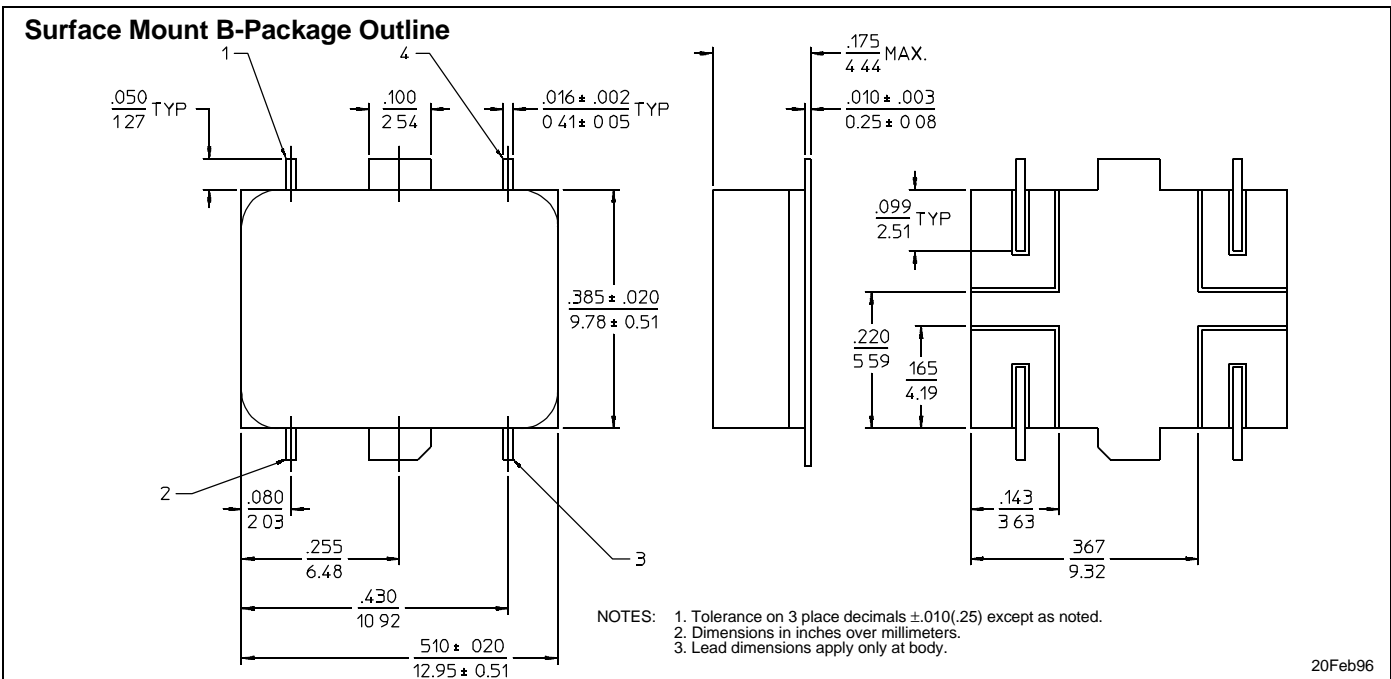 Surface Mount B-Package Outline
1
4
.175
4 44 MAX.
.050
1 27 TYP
.100
2 54
.016 ± .002
0 41 ± 0 05 TYP
.010 ± .003
0.25 ± 0 08
.099
2.51 TYP
.385 ± .020
9.78 ± 0.51
.220
5 59
.165
4.19
2
.080
2 03
.143
3 63
.255
6.48
3
367
9.32
.430
10 92
510 ± 020
12.95 ± 0.51
NOTES: 1. Tolerance on 3 place decimals ±.010(.25) except as noted.
2. Dimensions in inches over millimeters.
3. Lead dimensions apply only at body.
20Feb96